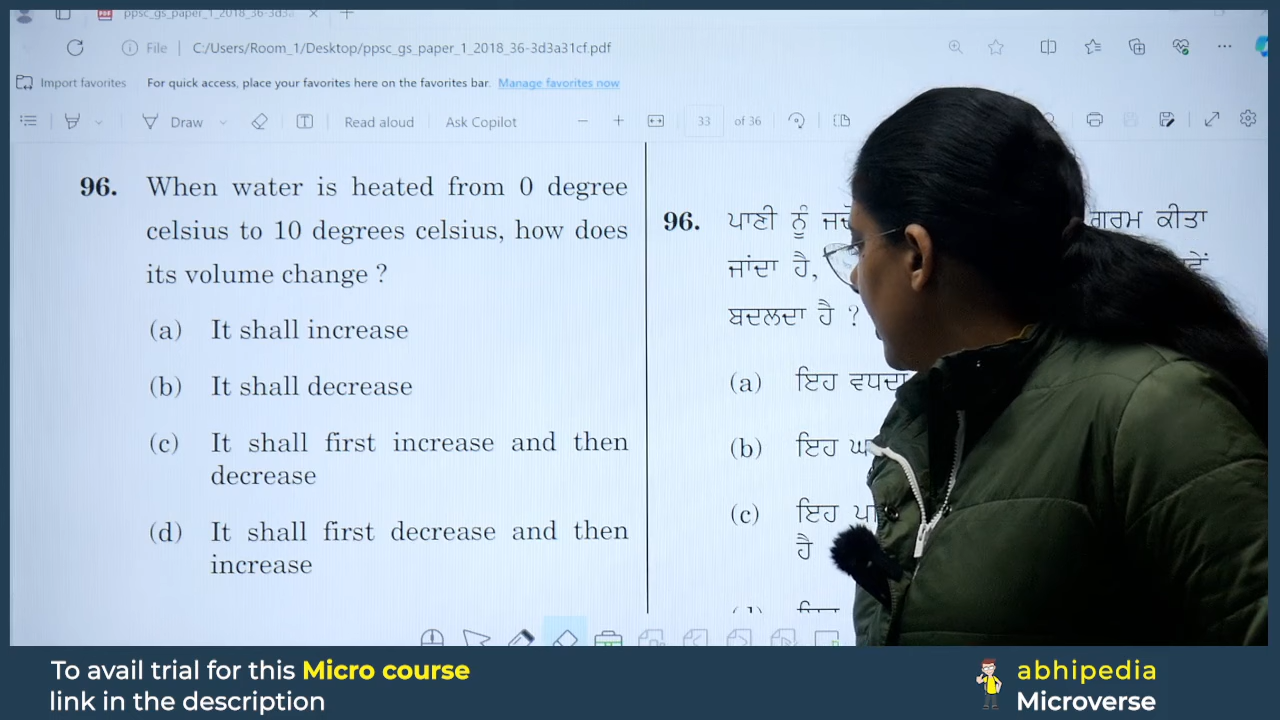 ppsc_gs_paper_1_2018_36-3d3a
File C:/Users/Room_1/Desktop/ppsc_gs_paper_1_2018_36-3d3a31cf.pdf
Import favorites For quick access, place your favorites here on the favorites bar. Manage favorites now
Draw Read aloud Ask Copilot 33 of 36
96. When water is heated from 0 degree
celsius to 10 degrees celsius, how does
its volume change ?
(a) It shall increase
(b) It shall decrease
(c) It shall first increase and then
decrease
(d) It shall first decrease and then
increase
96. ਪਾਣੀ ਨੂੰ ਗਰਮ ਕੀਤਾ
ਜਾਂਦਾ ਹੈ,
ਬਦਲਦਾ ਹੈ ?
(a) ਇਹ ਵਧਦਾ
(b) ਇਹ
(c) ਇਹ
ਹੈ
To avail trial for this Micro course
link in the description
abhipedia
Microverse